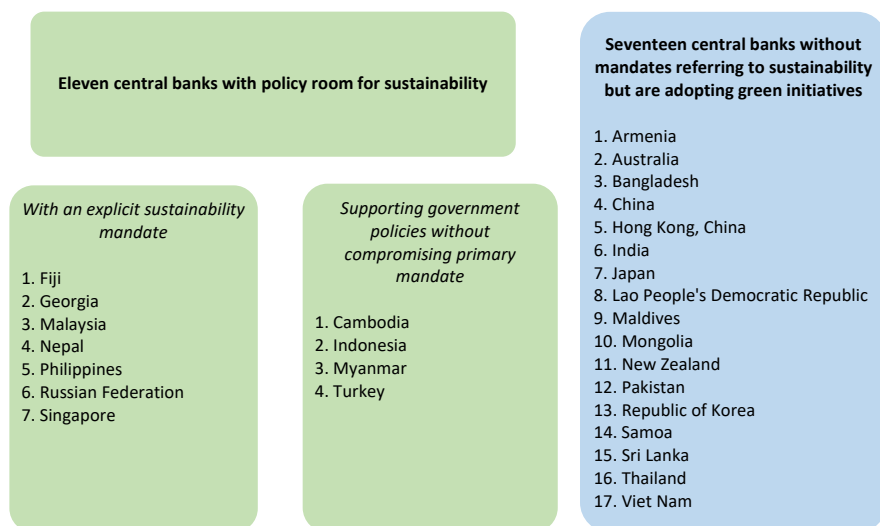 Eleven central banks with policy room for sustainability
With an explicit sustainability
mandate
1. Fiji
2. Georgia
3. Malaysia
4. Nepal
5. Philippines
6. Russian Federation
7. Singapore
Supporting government
policies without
compromising primary
mandate
1. Cambodia
2. Indonesia
3. Myanmar
4. Turkey
Seventeen central banks without
mandates referring to sustainability
but are adopting green initiatives
1. Armenia
2. Australia
3. Bangladesh
4. China
5. Hong Kong, China
6. India
7. Japan
8. Lao People's Democratic Republic
9. Maldives
10. Mongolia
11. New Zealand
12. Pakistan
13. Republic of Korea
14. Samoa
15. Sri Lanka
16. Thailand
17. Viet Nam